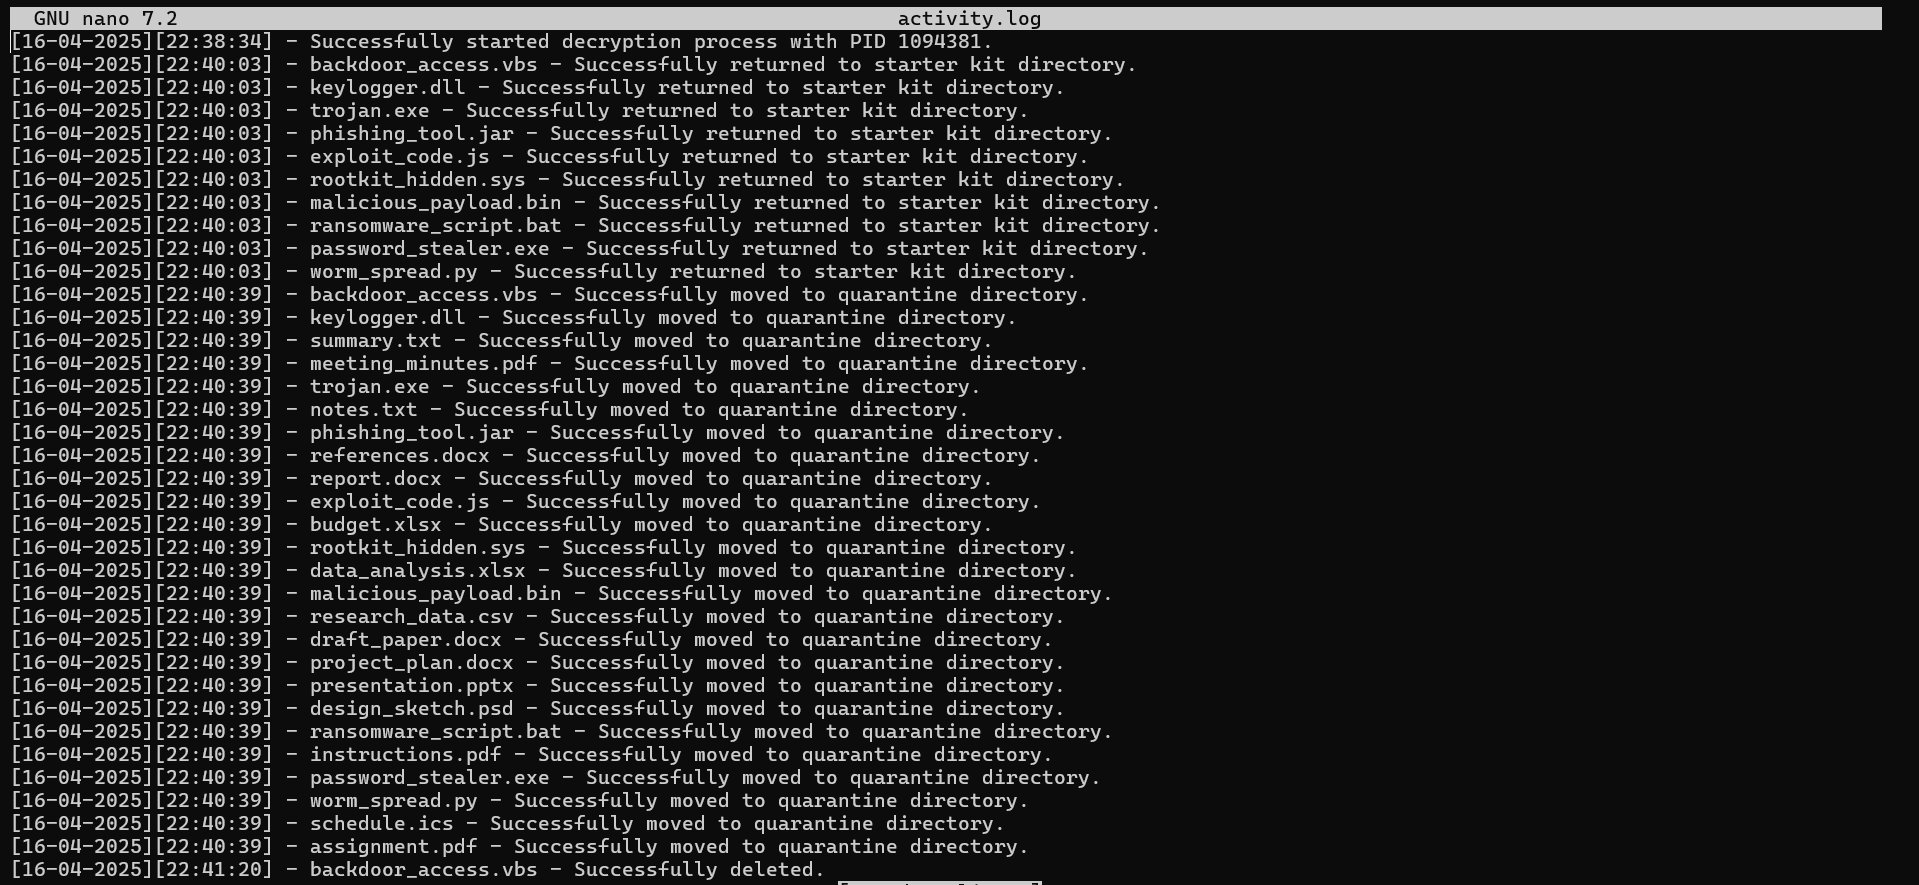 GNU nano 7.2 activity.log
[16-04-2025][22:38:34] - Successfully started decryption process with PID 1094381.
[16-04-2025][22:40:03] - backdoor_access.vbs - Successfully returned to starter kit directory.
[16-04-2025][22:40:03] - keylogger.dll - Successfully returned to starter kit directory.
[16-04-2025][22:40:03] - trojan.exe - Successfully returned to starter kit directory.
[16-04-2025][22:40:03] - phishing_tool.jar - Successfully returned to starter kit directory.
[16-04-2025][22:40:03] - exploit_code.js - Successfully returned to starter kit directory.
[16-04-2025][22:40:03] - rootkit_hidden.sys - Successfully returned to starter kit directory.
[16-04-2025][22:40:03] - malicious_payload.bin - Successfully returned to starter kit directory.
[16-04-2025][22:40:03] - ransomware_script.bat - Successfully returned to starter kit directory.
[16-04-2025][22:40:03] - password_stealer.exe - Successfully returned to starter kit directory.
[16-04-2025][22:40:03] - worm_spread.py - Successfully returned to starter kit directory.
[16-04-2025][22:40:39] - backdoor_access.vbs - Successfully moved to quarantine directory.
[16-04-2025][22:40:39] - keylogger.dll - Successfully moved to quarantine directory.
[16-04-2025][22:40:39] - summary.txt - Successfully moved to quarantine directory.
[16-04-2025][22:40:39] - meeting_minutes.pdf - Successfully moved to quarantine directory.
[16-04-2025][22:40:39] - trojan.exe - Successfully moved to quarantine directory.
[16-04-2025][22:40:39] - notes.txt - Successfully moved to quarantine directory.
[16-04-2025][22:40:39] - phishing_tool.jar - Successfully moved to quarantine directory.
[16-04-2025][22:40:39] - references.docx - Successfully moved to quarantine directory.
[16-04-2025][22:40:39] - report.docx - Successfully moved to quarantine directory.
[16-04-2025][22:40:39] - exploit_code.js - Successfully moved to quarantine directory.
[16-04-2025][22:40:39] - budget.xlsx - Successfully moved to quarantine directory.
[16-04-2025][22:40:39] - rootkit_hidden.sys - Successfully moved to quarantine directory.
[16-04-2025][22:40:39] - data_analysis.xlsx - Successfully moved to quarantine directory.
[16-04-2025][22:40:39] - malicious_payload.bin - Successfully moved to quarantine directory.
[16-04-2025][22:40:39] - research_data.csv - Successfully moved to quarantine directory.
[16-04-2025][22:40:39] - draft_paper.docx - Successfully moved to quarantine directory.
[16-04-2025][22:40:39] - project_plan.docx - Successfully moved to quarantine directory.
[16-04-2025][22:40:39] - presentation.pptx - Successfully moved to quarantine directory.
[16-04-2025][22:40:39] - design_sketch.psd - Successfully moved to quarantine directory.
[16-04-2025][22:40:39] - ransomware_script.bat - Successfully moved to quarantine directory.
[16-04-2025][22:40:39] - instructions.pdf - Successfully moved to quarantine directory.
[16-04-2025][22:40:39] - password_stealer.exe - Successfully moved to quarantine directory.
[16-04-2025][22:40:39] - worm_spread.py - Successfully moved to quarantine directory.
[16-04-2025][22:40:39] - schedule.ics - Successfully moved to quarantine directory.
[16-04-2025][22:40:39] - assignment.pdf - Successfully moved to quarantine directory.
[16-04-2025][22:41:20] - backdoor_access.vbs - Successfully deleted.